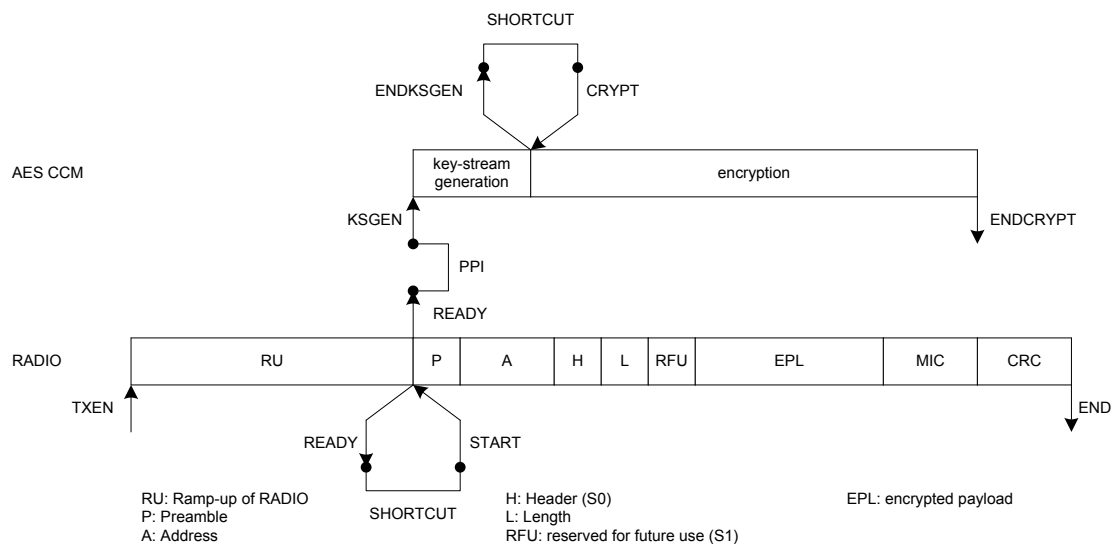 SHORTCUT
ENDKSGEN
CRYPT
AES CCM
key-stream
generation
encryption
KSGEN
ENDCRYPT
PPI
READY
RADIO
RU
P
A
H
L
RFU
EPL
MIC
CRC
TXEN
END
READY
START
SHORTCUT
RU: Ramp-up of RADIO
P: Preamble
A: Address
H: Header (S0)
L: Length
RFU: reserved for future use (S1)
EPL: encrypted payload